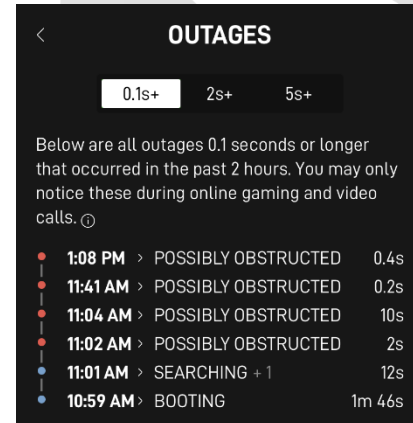 OUTAGES
0.1s+ 2s+ 5s+
Below are all outages 0.1 seconds or longer
that occurred in the past 2 hours. You may only
notice these during online gaming and video
calls.
1:08 PM > POSSIBLY OBSTRUCTED 0.4s
11:41 AM > POSSIBLY OBSTRUCTED 0.2s
11:04 AM > POSSIBLY OBSTRUCTED 10s
11:02 AM > POSSIBLY OBSTRUCTED 2s
11:01 AM > SEARCHING + 1 12s
10:59 AM > BOOTING 1m 46s